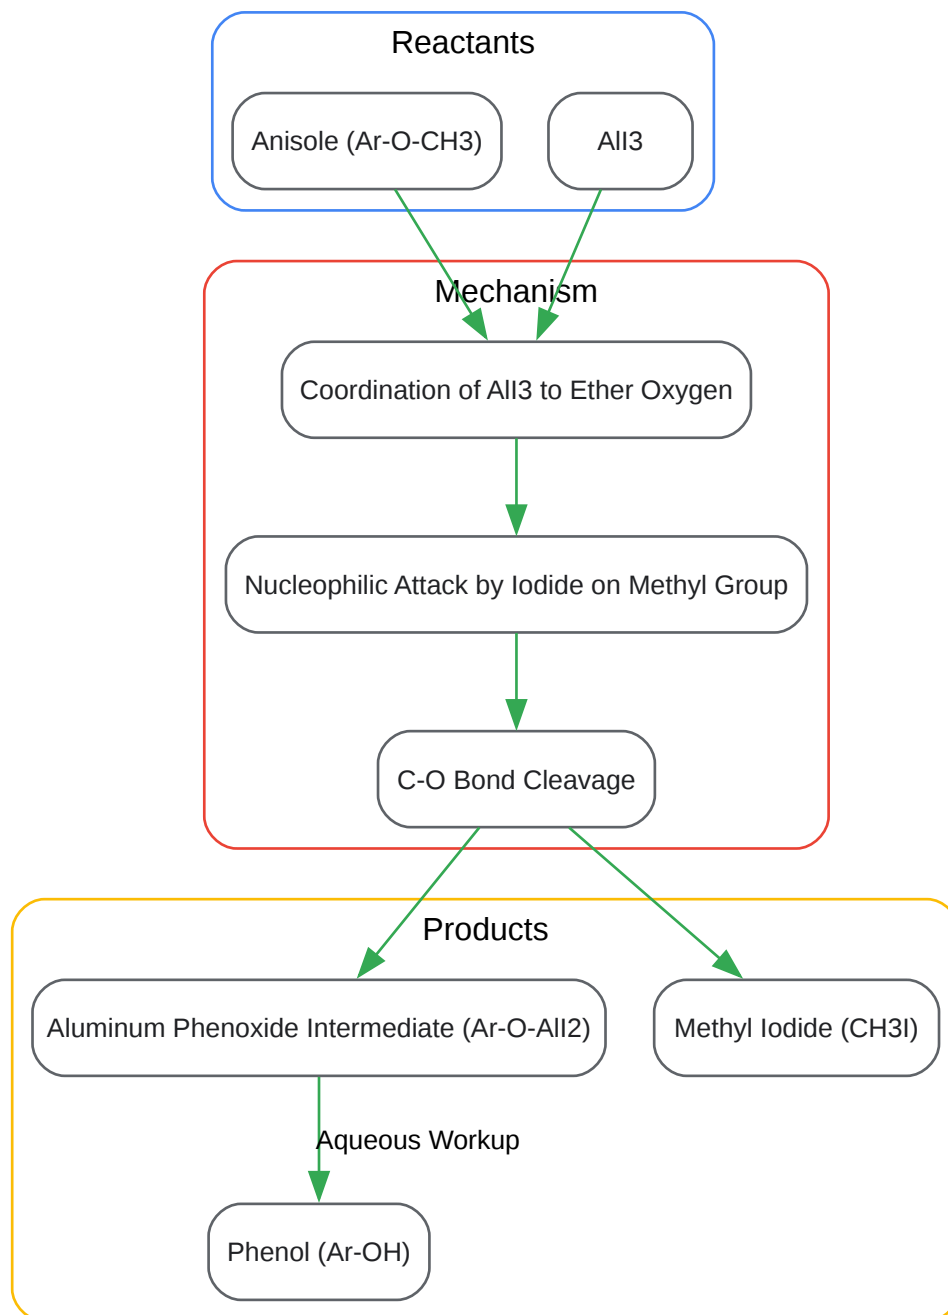 Reactants
Anisole (Ar-O-CH3)
AlI3
Mechanism
Coordination of AlI3 to Ether Oxygen
Nucleophilic Attack by Iodide on Methyl Group
C-O Bond Cleavage
Products
Aluminum Phenoxide Intermediate (Ar-O-AlI2)
Methyl Iodide (CH3I)
Aqueous Workup
Phenol (Ar-OH)